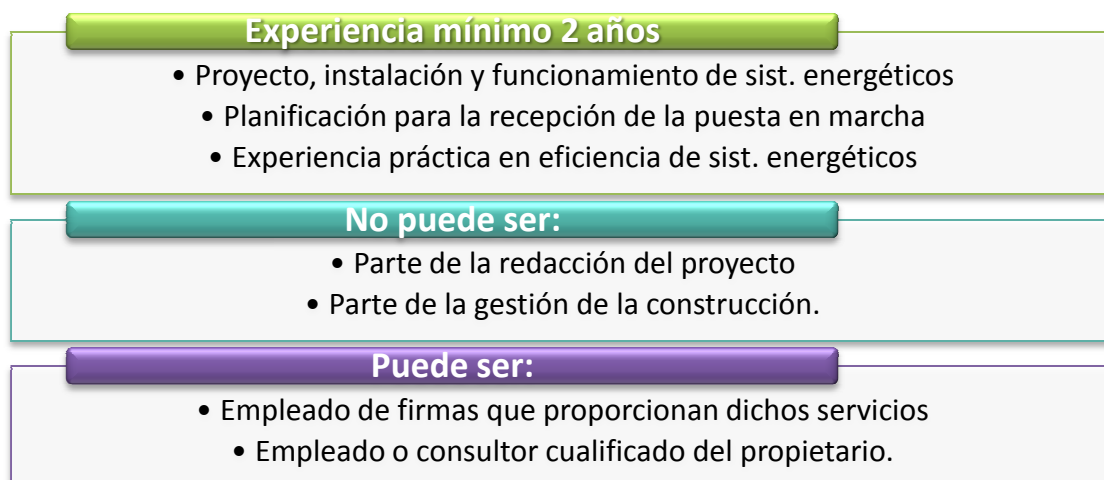 Experiencia mínimo 2 años
• Proyecto, instalación y funcionamiento de sist. energéticos
• Planificación para la recepción de la puesta en marcha
• Experiencia práctica en eficiencia de sist. energéticos
No puede ser:
• Parte de la redacción del proyecto
• Parte de la gestión de la construcción.
Puede ser:
• Empleado de firmas que proporcionan dichos servicios
• Empleado o consultor cualificado del propietario.